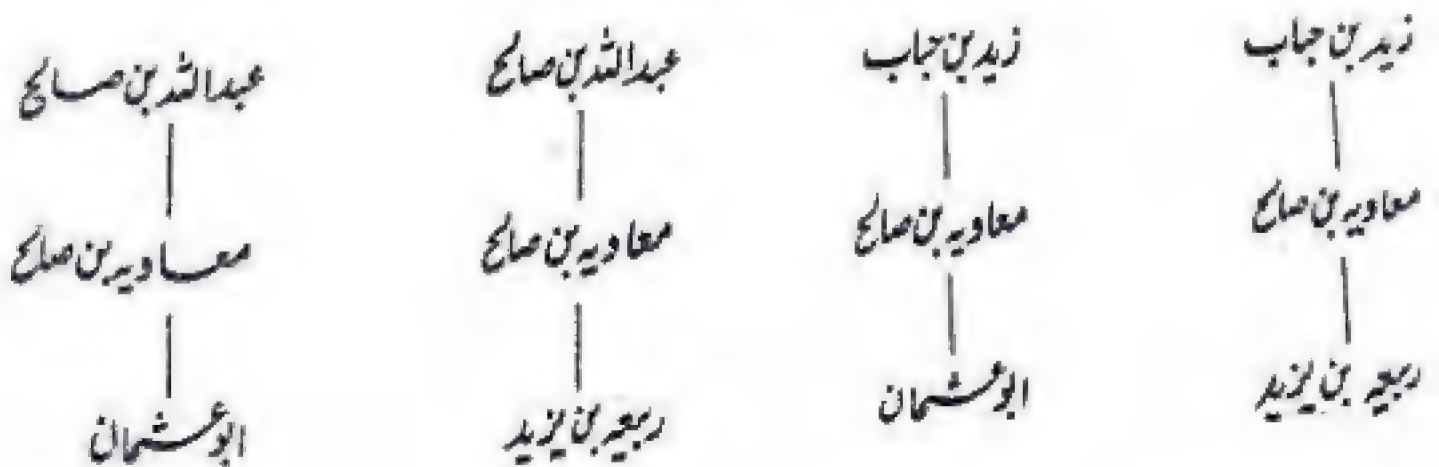 زید بن حباب
معاویہ بن صالح
ربیعہ بن یزید
زید بن حباب
معاویہ بن صالح
ابو عثمان
عبداللہ بن صالح
معاویہ بن صالح
ربیعہ بن یزید
عبداللہ بن صالح
معاویہ بن صالح
ابو عثمان